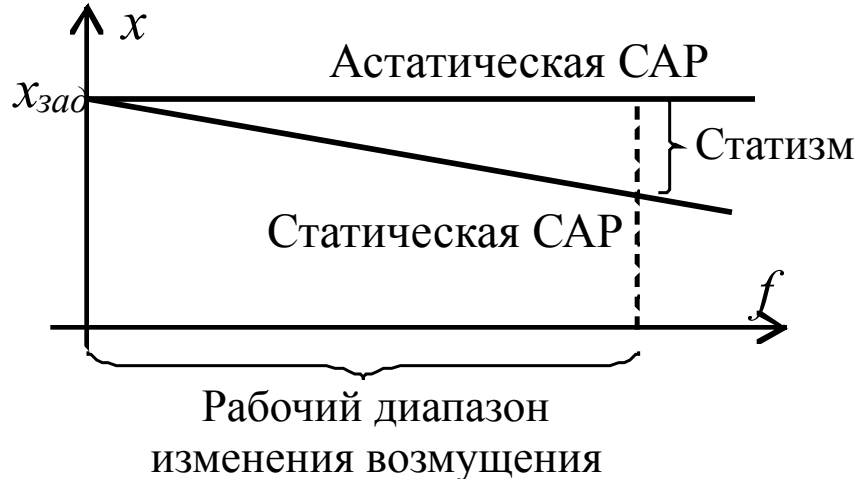 x
Астатическая САР
xзад
Статизм
Статическая САР
f
Рабочий диапазон
изменения возмущения